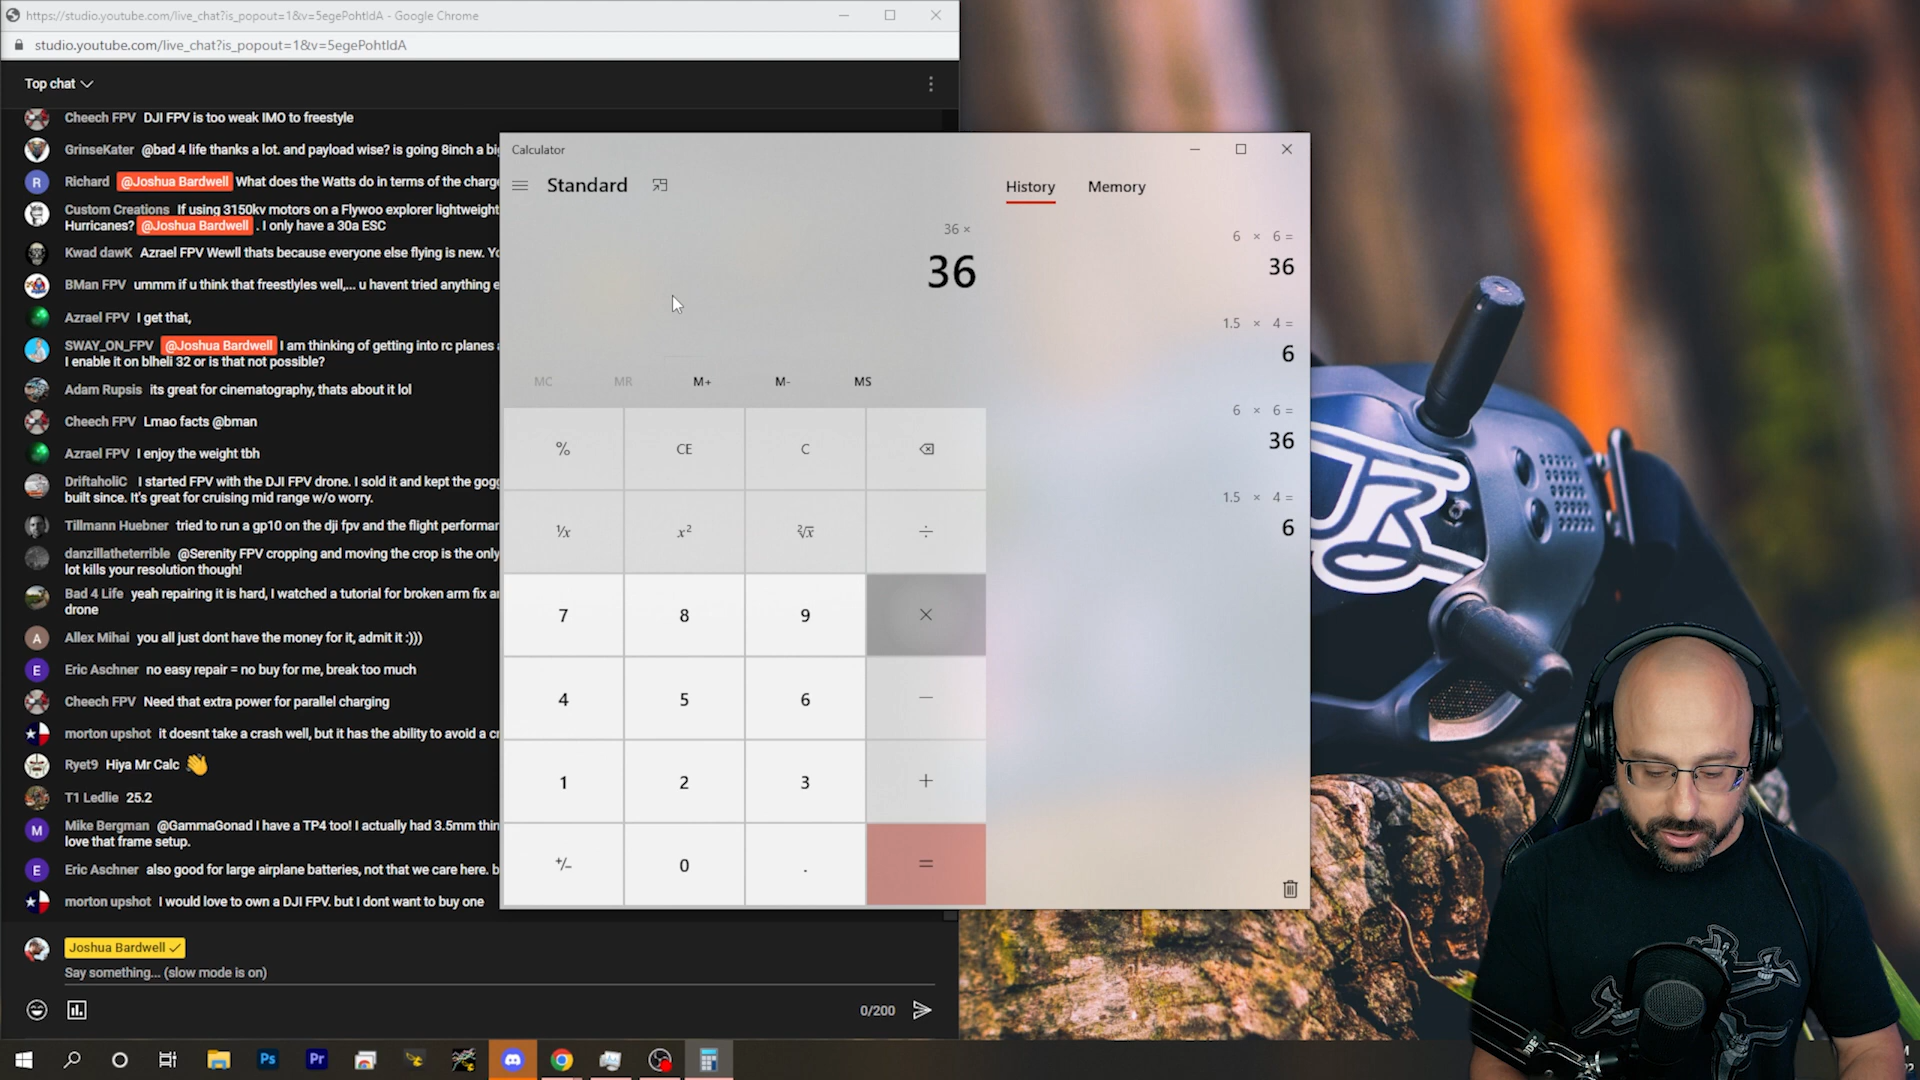 https://studio.youtube.com/live_chat?is_popout=1&v=5egePohtIdA - Google Chrome
studio.youtube.com/live_chat?is_popout=1&v=5egePohtIdA
Top chat
Cheech FPV DJI FPV is too weak IMO to freestyle
GrinseKater @bad 4 life thanks a lot. and payload wise? is going 8inch a
Richard @Joshua Bardwell What does the Watts do in terms of the charge
Custom Creations If using 3150kv motors on a Flywoo explorer lightweight
Hurricanes? @Joshua Bardwell . I only have a 30a ESC
Kwad dawK Azrael FPV Wewll thats because everyone else flying is new.
BMan FPV ummm if u think that freestlyles well,... u havent tried anything
Azrael FPV I get that,
SWAY_ON_FPV @Joshua Bardwell I am thinking of getting into rc planes
I enable it on blheli 32 or is that not possible?
Adam Rupsis its great for cinematography, thats about it lol
Cheech FPV Lmao facts @bman
Azrael FPV I enjoy the weight tbh
DriftaholiC I started FPV with the DJI FPV drone. I sold it and kept the
built since. It's great for cruising mid range w/o worry.
Tillmann Huebner tried to run a gp10 on the dji fpv and the flight
danzillatheterrible @Serenity FPV cropping and moving the crop is the only
lot kills your resolution though!
Bad 4 Life yeah repairing it is hard, I watched a tutorial for broken arm fix
drone
A Allex Mihai you all just dont have the money for it, admit it :)))
E Eric Aschner no easy repair = no buy for me, break too much
Cheech FPV Need that extra power for parallel charging
morton upshot it doesnt take a crash well, but it has the ability to avoid a
Ryet9 Hiya Mr Calc 👋
T1 Ledlie 25.2
M Mike Bergman @GammaGonad I have a TP4 too! I actually had 3.5mm
love that frame setup.
E Eric Aschner also good for large airplane batteries, not that we care here.
morton upshot I would love to own a DJI FPV. but I dont want to buy one
Joshua Bardwell
Say something... (slow mode is on)
0/200
Calculator
Standard
36 ×
36
MC MR M+ M- MS
% CE C
¹/x x² ²√x ÷
7 8 9 ×
4 5 6 −
1 2 3 +
+/− 0 . =
History Memory
6 × 6 =
36
1.5 × 4 =
6
6 × 6 =
36
1.5 × 4 =
6
Ps Pr